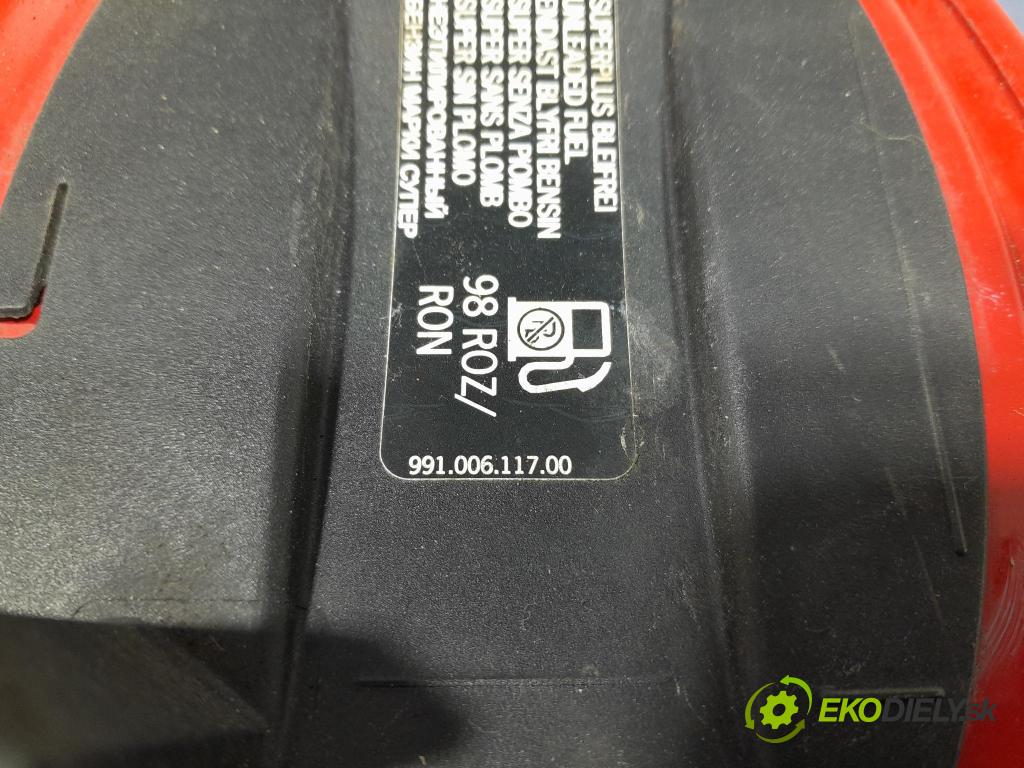 SUPERPLUS BLEIFREI
UNLEADED FUEL
ENDAST BLYFRI BENSIN
SUPER SENZA PIOMBO
SUPER SANS PLOMB
SUPER SIN PLOMO
НЕЭТИЛИРОВАННЫЙ
БЕНЗИН МАРКИ СУПЕР
98 ROZ/
RON
991.006.117.00
EKODIELY.sk